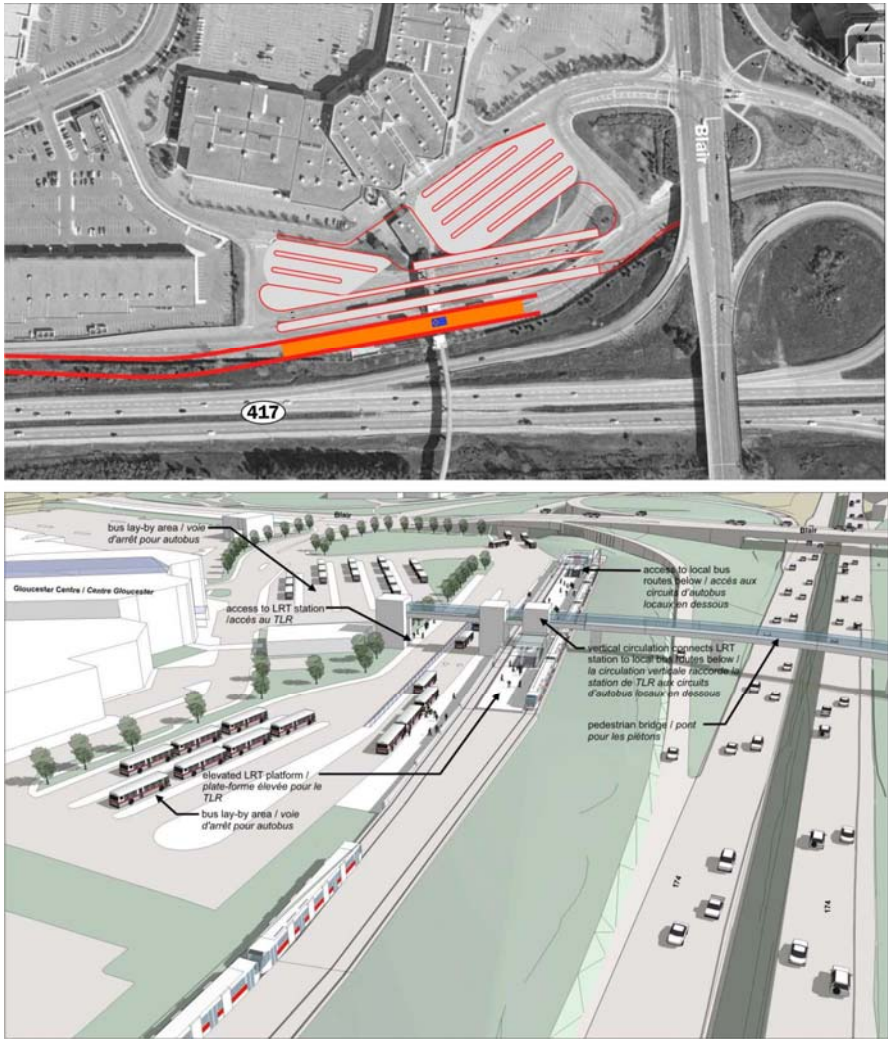 Blair
417
Blair
Blair
bus lay-by area / voie
d'arrêt pour autobus
Gloucester Centre / Centre Gloucester
access to LRT station
/accès au TLR
access to local bus
routes below / accés aux
circuits d'autobus
locaux en dessous
vertical circulation connects LRT
station to local bus routes below /
la circulation verticale raccorde la
station de TLR aux circuits
d'autobus locaux en dessous
pedestrian bridge / pont
pour les piétons
elevated LRT platform /
plate-forme élevée pour le
TLR
bus lay-by area / voie
d'arrêt pour autobus
174
174